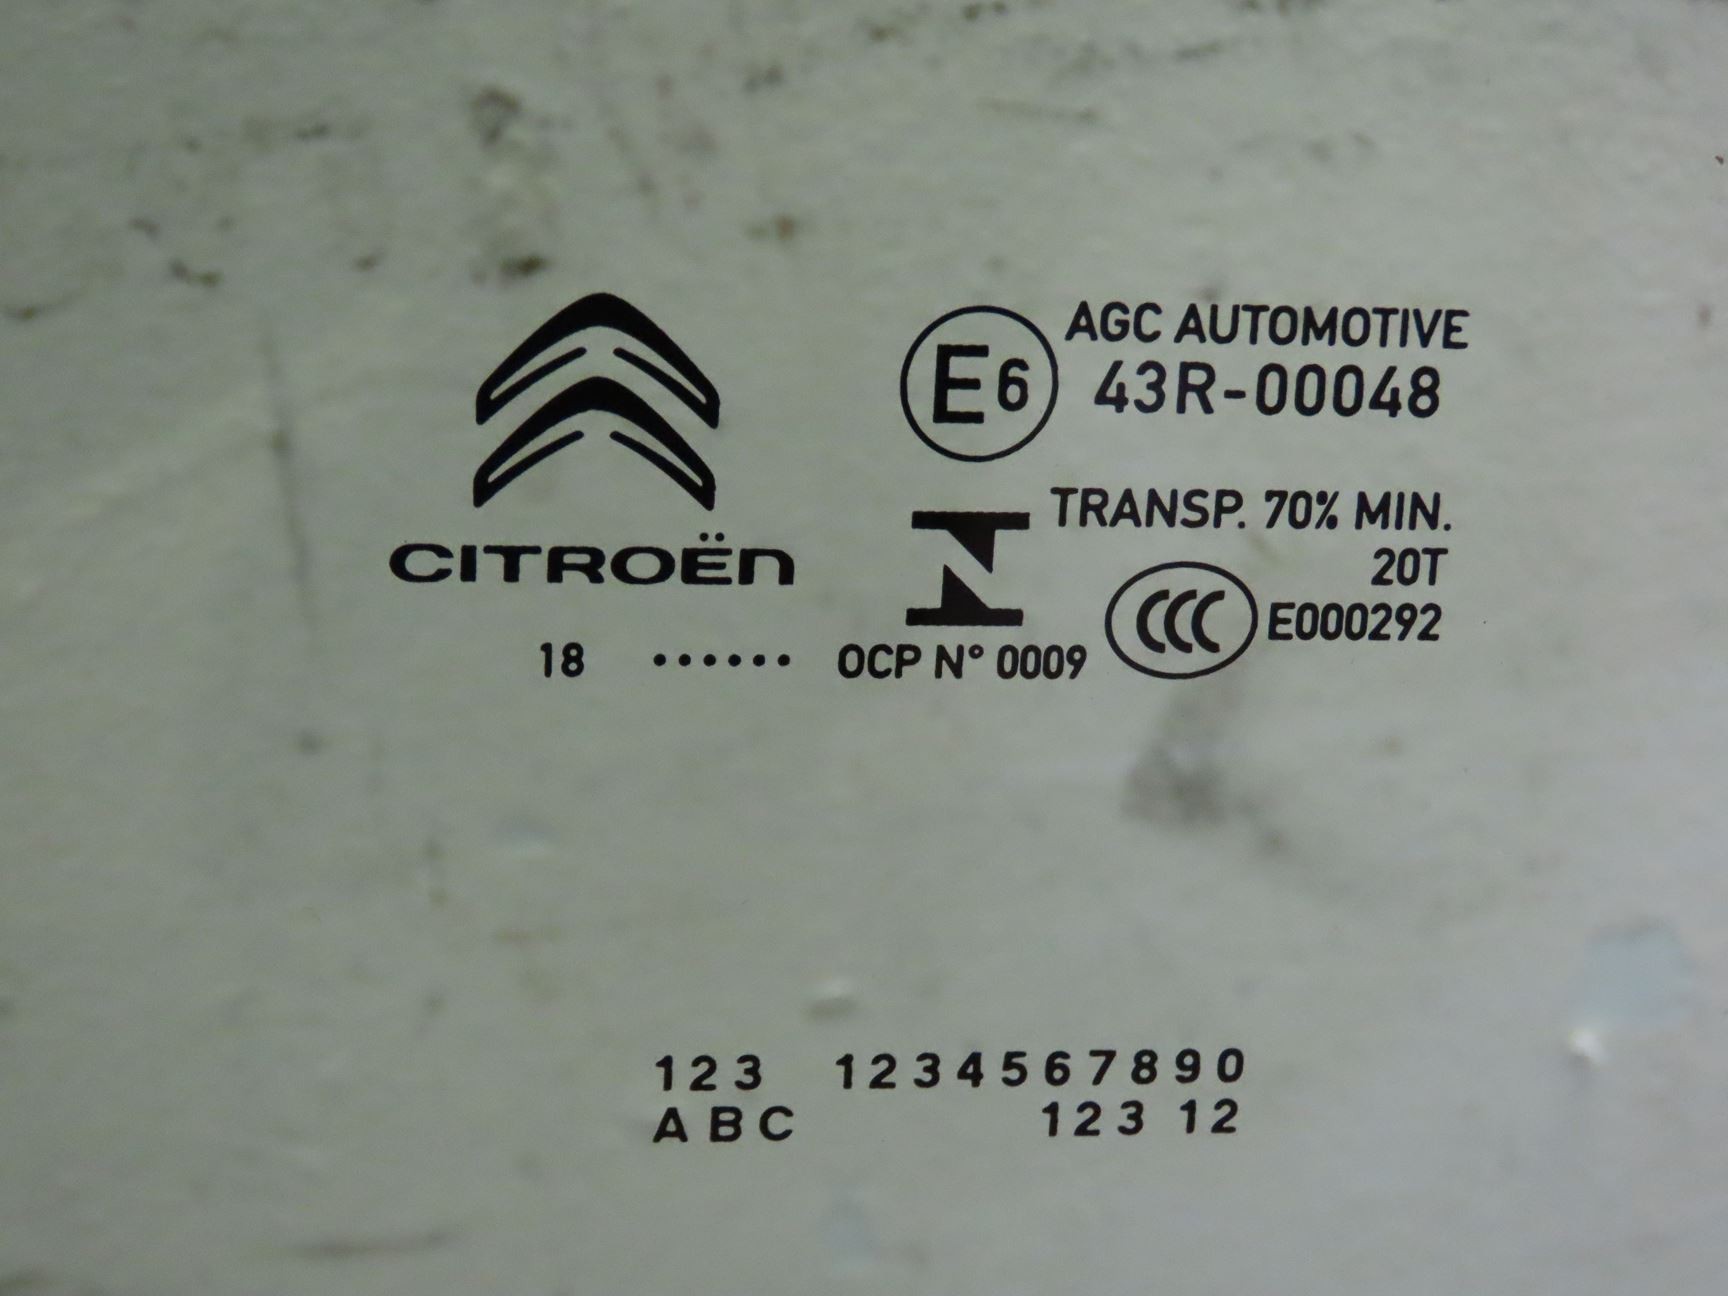 AGC AUTOMOTIVE
E6 43R-00048
TRANSP. 70% MIN.
CITROËN
20T
CCC E000292
18 ...... OCP N° 0009
123 1234567890
ABC 123 12